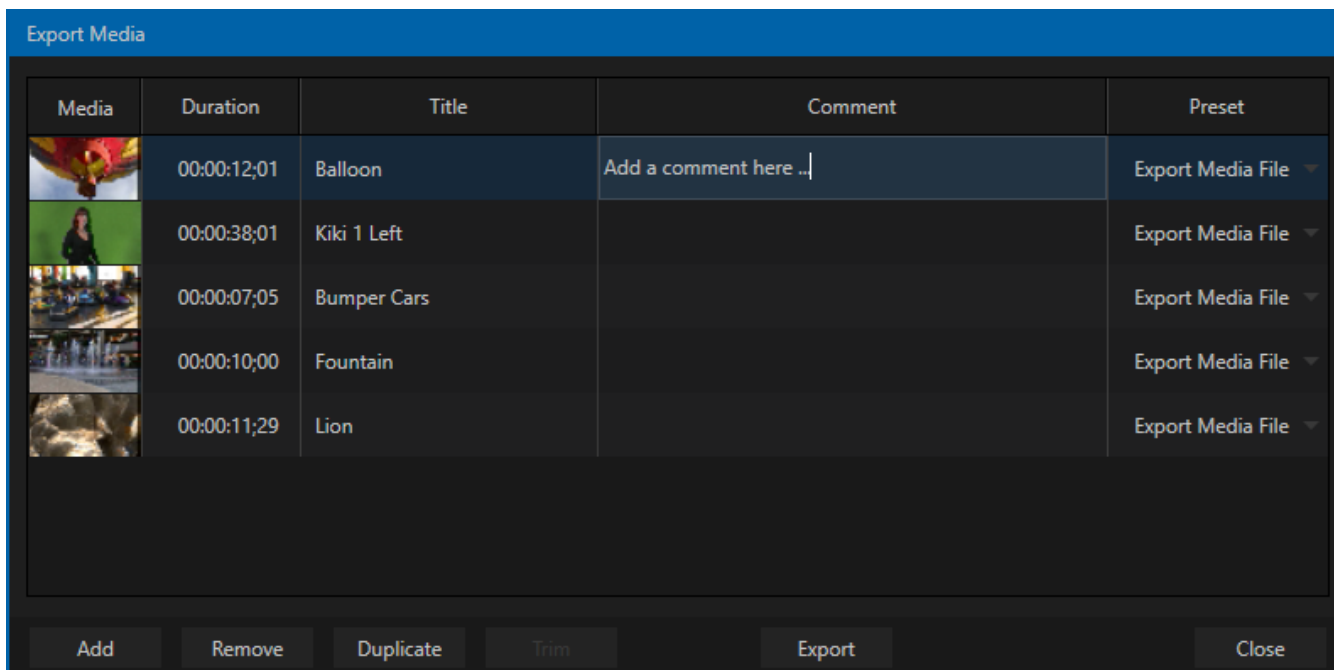 Export Media
Media Duration Title Comment Preset
00:00:12;01 Balloon Add a comment here ... Export Media File
00:00:38;01 Kiki 1 Left Export Media File
00:00:07;05 Bumper Cars Export Media File
00:00:10;00 Fountain Export Media File
00:00:11;29 Lion Export Media File
Add Remove Duplicate Trim Export Close